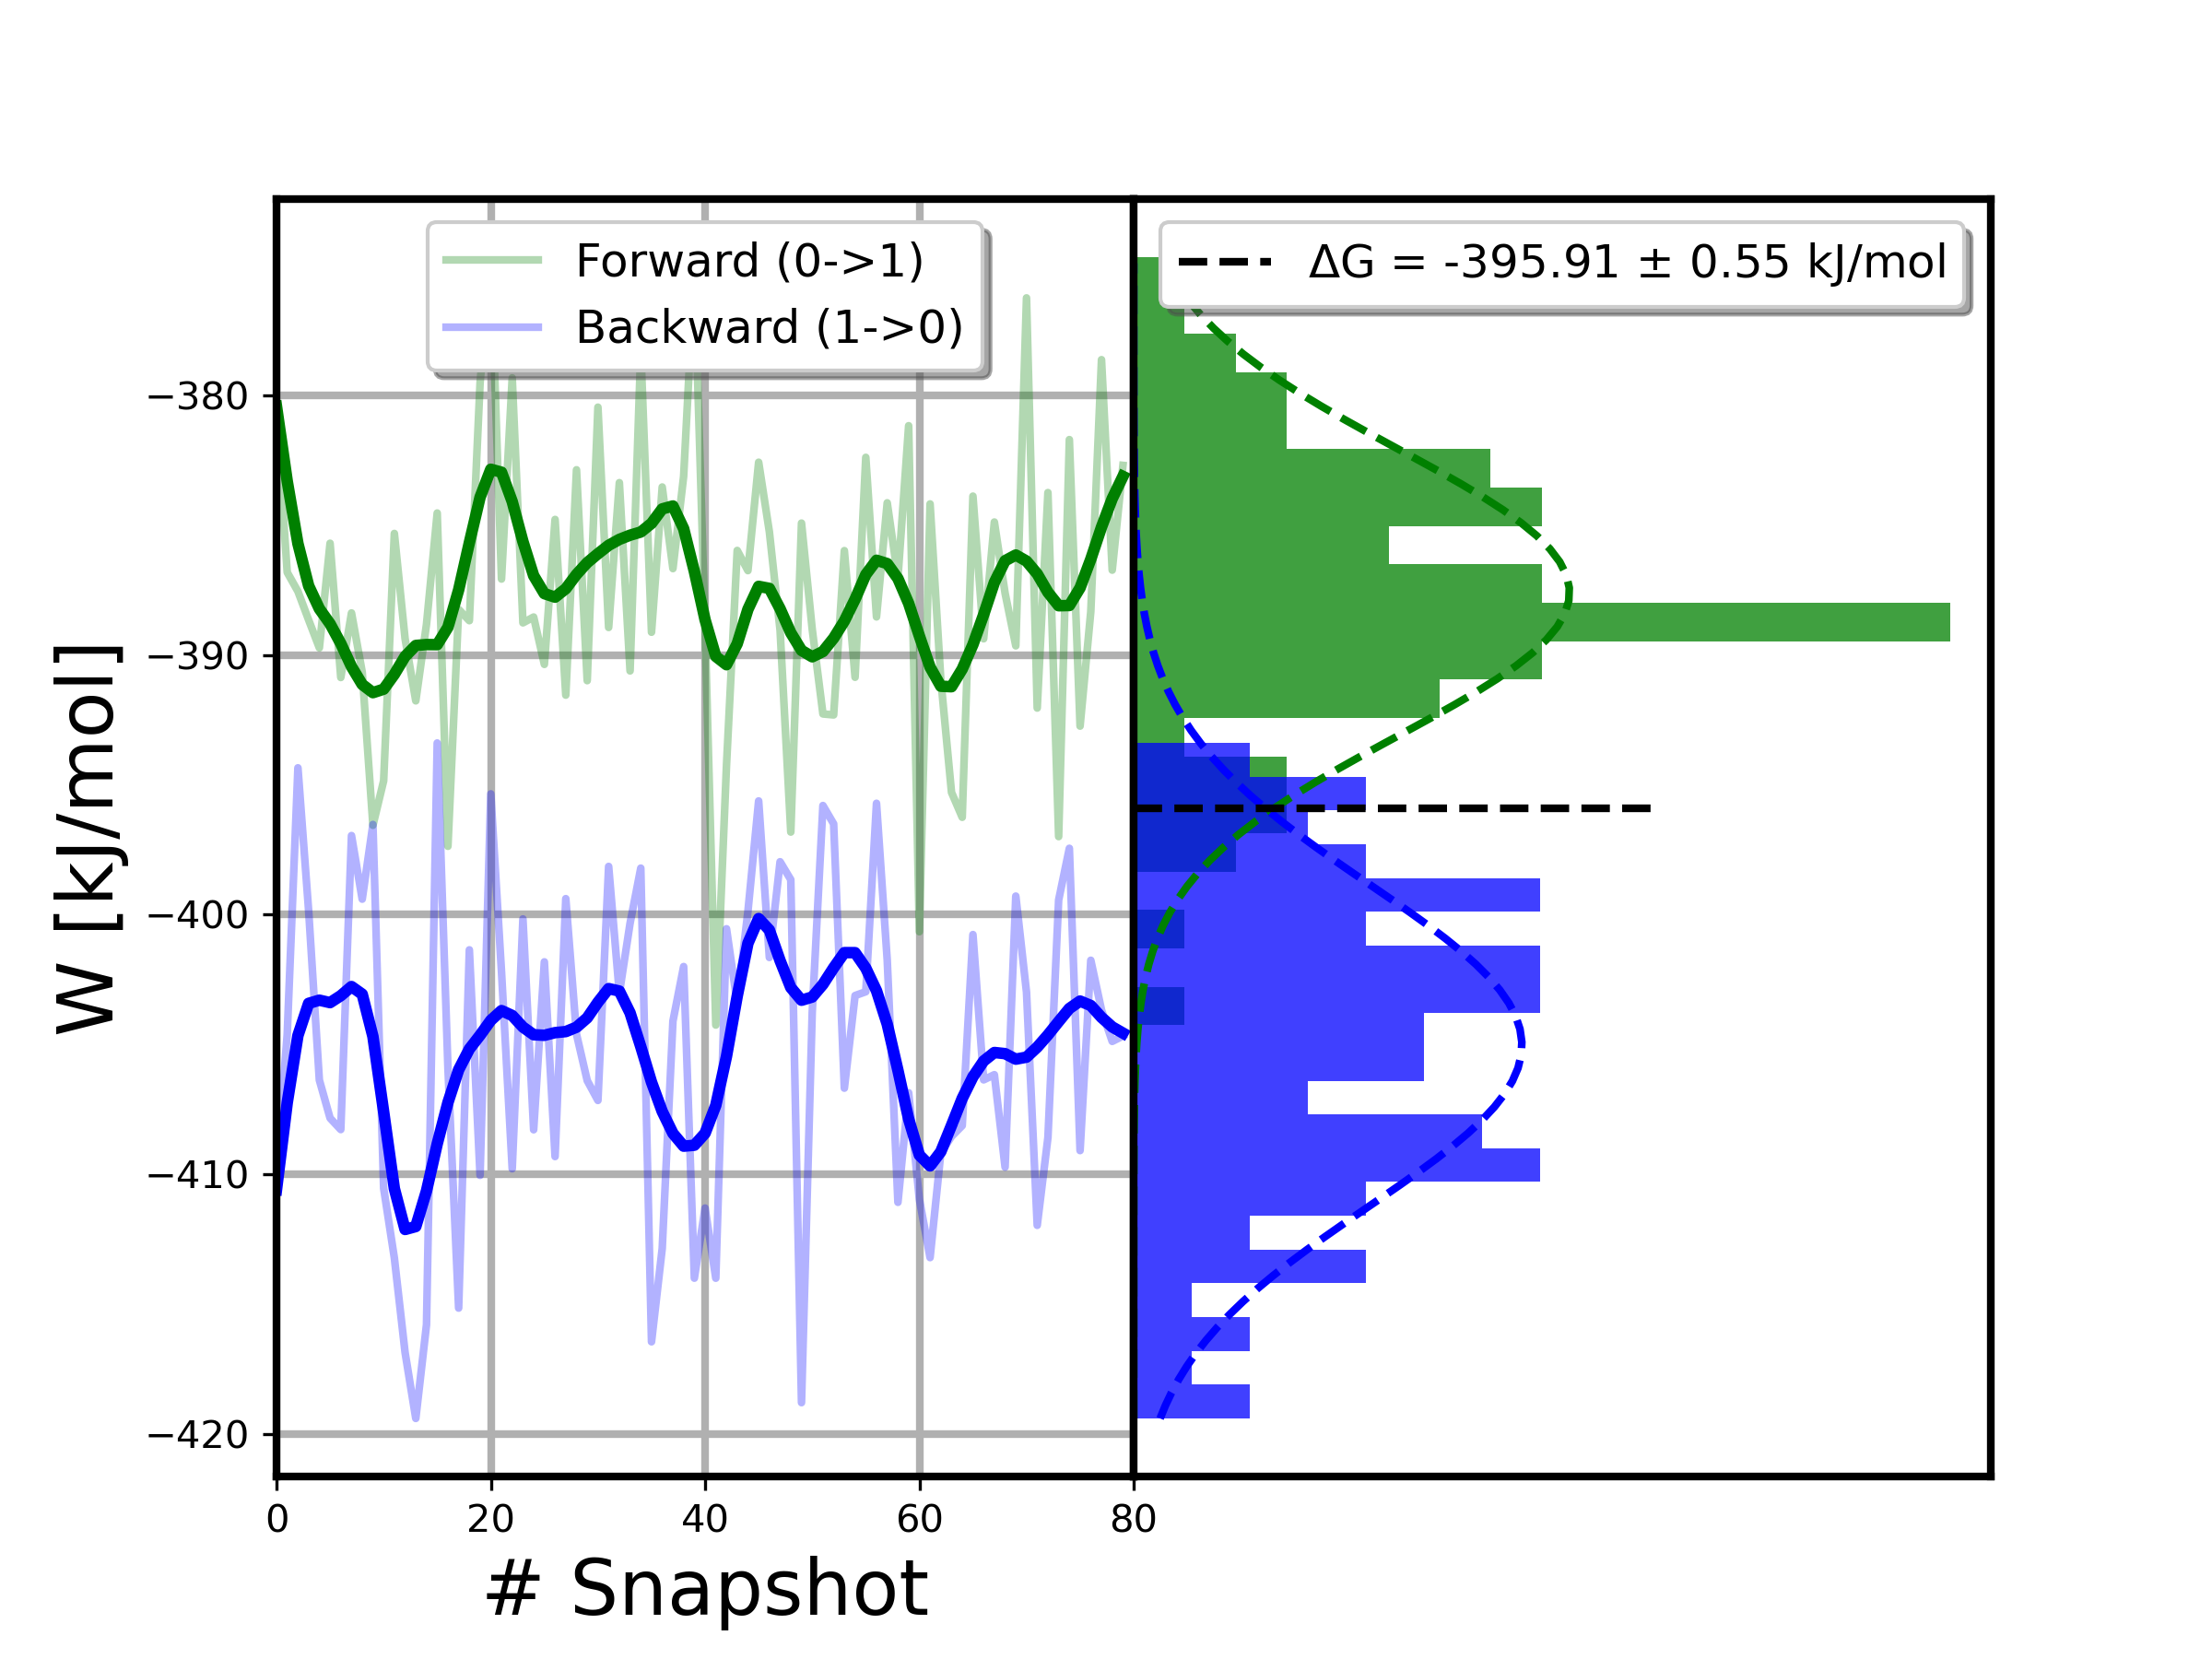 Forward (0->1)
Backward (1->0)
ΔG = -395.91 ± 0.55 kJ/mol
W [kJ/mol]
−380
−390
−400
−410
−420
0 20 40 60 80
# Snapshot